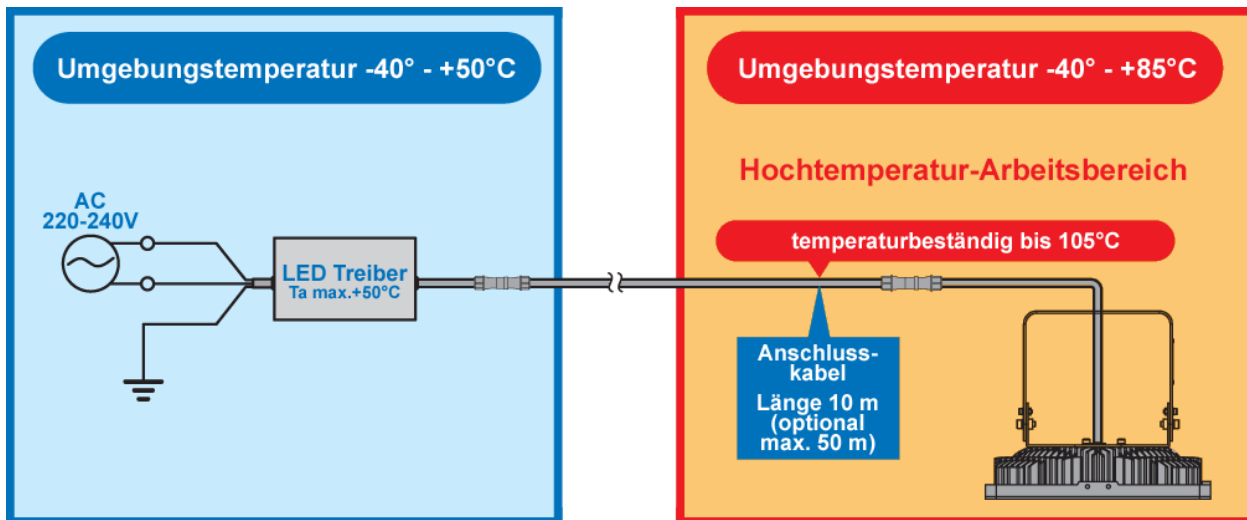 Umgebungstemperatur -40° - +50°C
AC
220-240V
LED Treiber
Ta max.+50°C
Umgebungstemperatur -40° - +85°C
Hochtemperatur-Arbeitsbereich
temperaturbeständig bis 105°C
Anschluss-
kabel
Länge 10 m
(optional
max. 50 m)